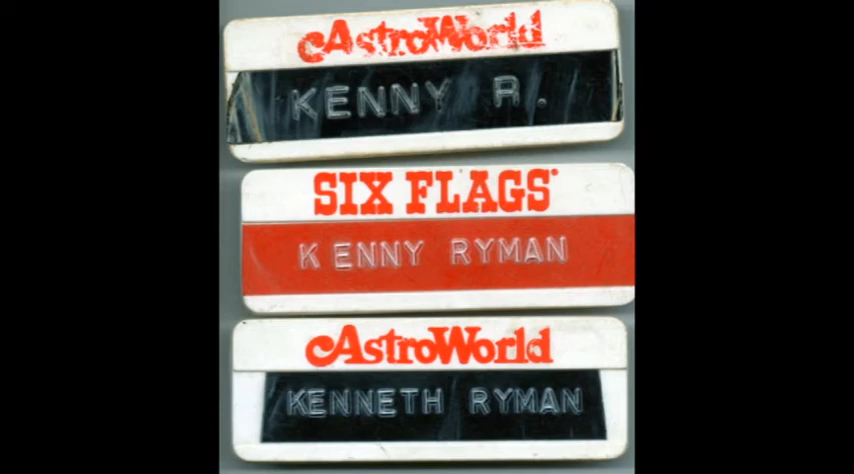 AstroWorld
KENNY R.
SIX FLAGS
KENNY RYMAN
AstroWorld
KENNETH RYMAN